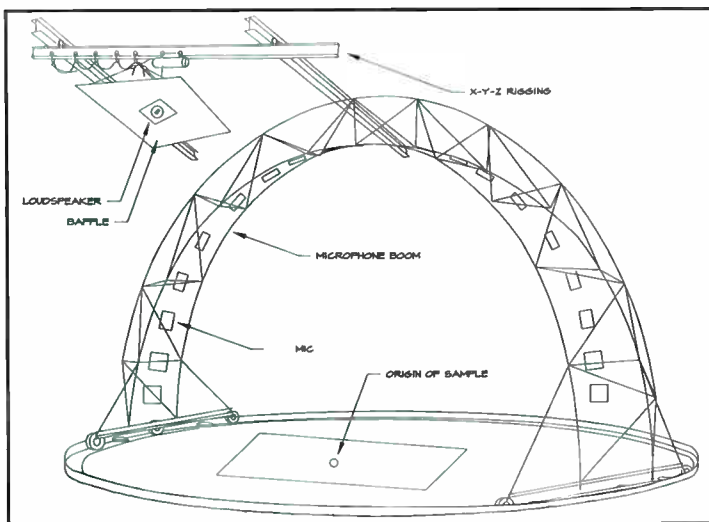 X-Y-Z RIGGING
LOUDSPEAKER
BAFFLE
MICROPHONE BOOM
MIC
ORIGIN OF SAMPLE